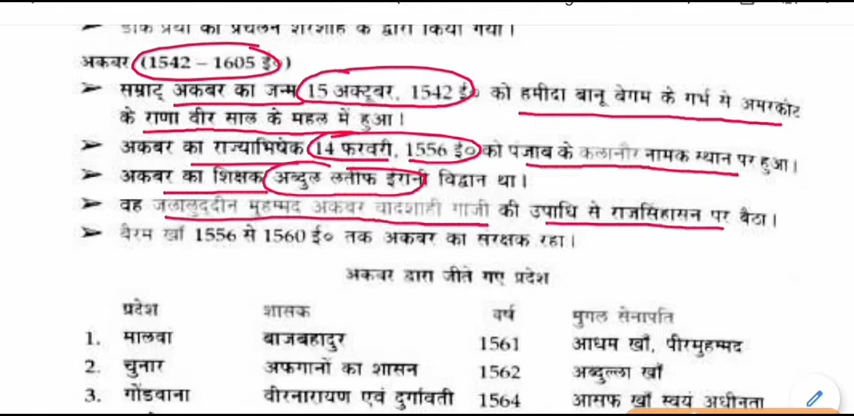 डाक प्रथा का प्रचलन शेरशाह के द्वारा किया गया।
अकबर (1542 – 1605 ई०)
➢ सम्राट् अकबर का जन्म 15 अक्टूबर, 1542 ई० को हमीदा बानू बेगम के गर्भ से अमरकोट
के राणा वीर साल के महल में हुआ।
➢ अकबर का राज्याभिषेक 14 फरवरी, 1556 ई० को पंजाब के कलानौर नामक स्थान पर हुआ।
➢ अकबर का शिक्षक अब्दुल लतीफ ईरानी विद्वान था।
➢ वह जलालुद्दीन मुहम्मद अकबर बादशाही गाजी की उपाधि से राजसिंहासन पर बैठा।
➢ बैरम खाँ 1556 से 1560 ई० तक अकबर का संरक्षक रहा।
अकबर द्वारा जीते गए प्रदेश
प्रदेश शासक वर्ष मुगल सेनापति
1. मालवा बाजबहादुर 1561 आधम खाँ, पीरमुहम्मद
2. चुनार अफगानों का शासन 1562 अब्दुल्ला खाँ
3. गोंडवाना वीरनारायण एवं दुर्गावती 1564 आसफ खाँ स्वयं अधीनता